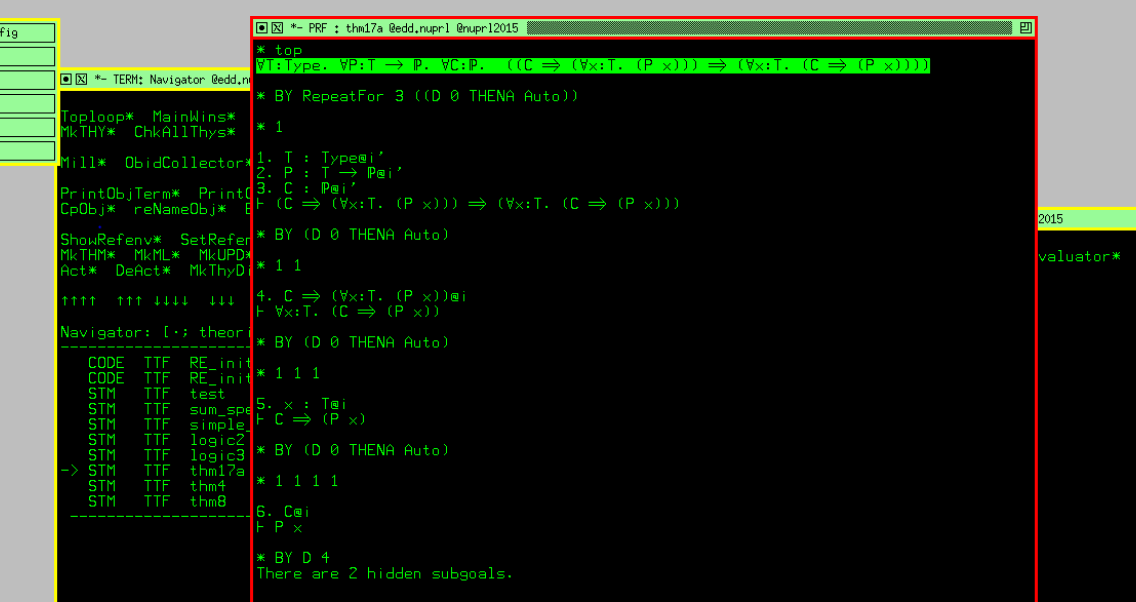 fig
*- PRF : thm17a @edd.nuprl @nuprl2015
* top
∀T:Type. ∀P:T → ℙ. ∀C:ℙ.  ((C ⇒ (∀x:T. (P x))) ⇒ (∀x:T. (C ⇒ (P x))))
* BY RepeatFor 3 ((D 0 THENA Auto))
* 1
1. T : Type@i'
2. P : T → ℙ@i'
3. C : ℙ@i'
⊢ (C ⇒ (∀x:T. (P x))) ⇒ (∀x:T. (C ⇒ (P x)))
* BY (D 0 THENA Auto)
* 1 1
4. C ⇒ (∀x:T. (P x))@i
⊢ ∀x:T. (C ⇒ (P x))
* BY (D 0 THENA Auto)
* 1 1 1
5. x : T@i
⊢ C ⇒ (P x)
* BY (D 0 THENA Auto)
* 1 1 1 1
6. C@i
⊢ P x
* BY D 4
There are 2 hidden subgoals.
*- TERM: Navigator @edd.n
Toploop*  MainWins*
MkTHY*  ChkAllThys*
Mill*  ObidCollector*
PrintObjTerm*  Print
CpObj*  reNameObj*
ShowRefenv*  SetRefen
MkTHM*  MkML*  MkUPD*
Act*  DeAct*  MkThyDi
↑↑↑↑  ↑↑↑ ↓↓↓↓  ↓↓↓
Navigator: [·; theori
CODE  TTF  RE_init
CODE  TTF  RE_init
STM  TTF  test
STM  TTF  sum_spe
STM  TTF  simple_
STM  TTF  logic2
STM  TTF  logic3
-> STM  TTF  thm17a
STM  TTF  thm4
STM  TTF  thm8
2015
valuator*